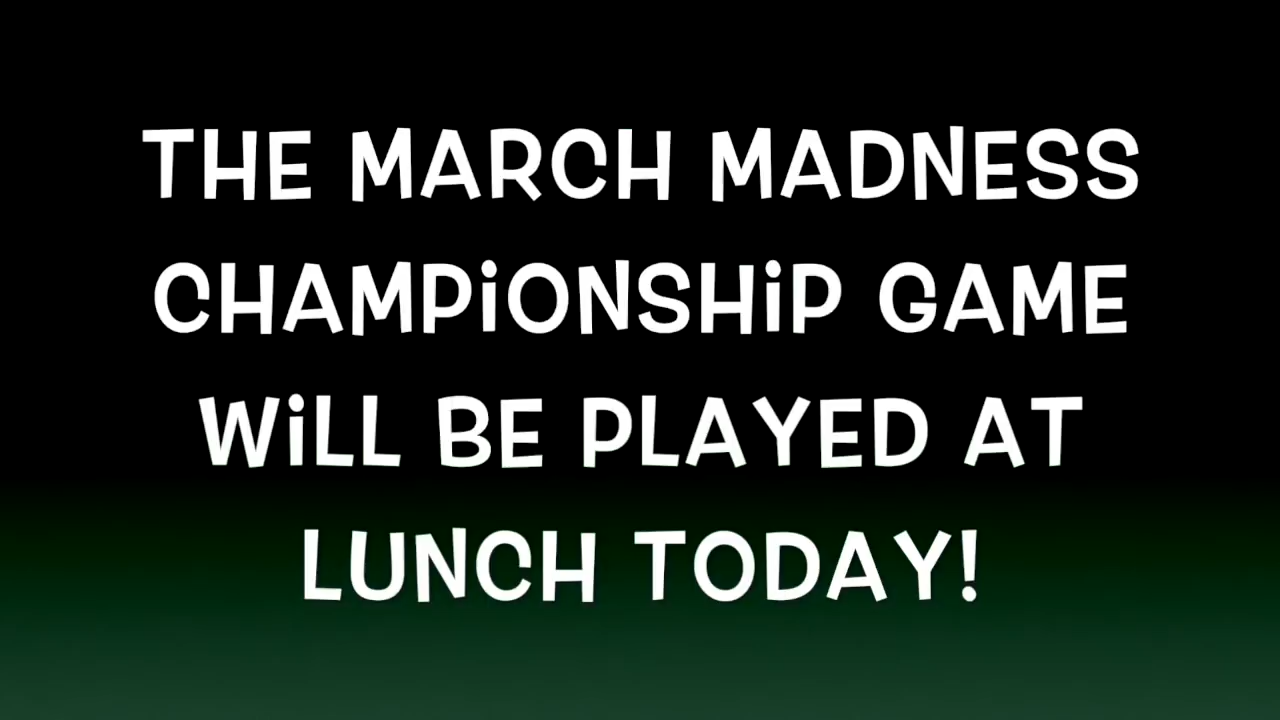 THE MARCH MADNESS
CHAMPiONSHiP GAME
WiLL BE PLAYED AT
LUNCH TODAY!